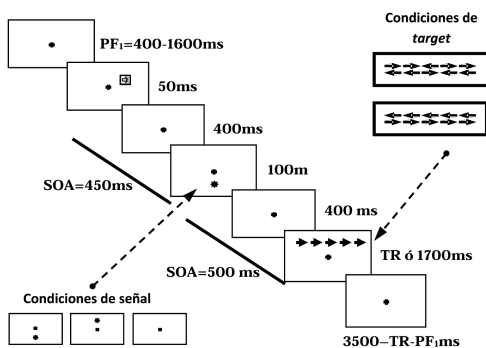 Condiciones de
target
PF₁=400-1600ms
50ms
400ms
100m
SOA=450ms
400 ms
TR ó 1700ms
SOA=500 ms
Condiciones de señal
3500–TR-PF₁ms